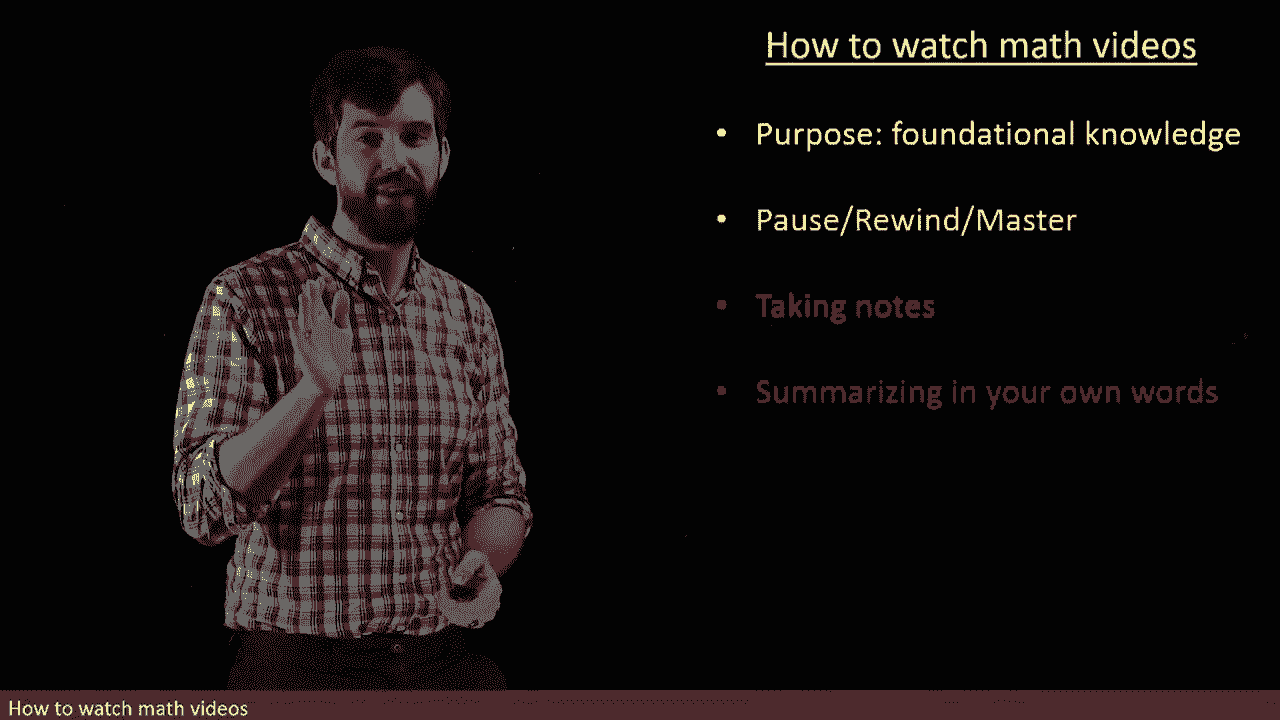 How to watch math videos
• Purpose: foundational knowledge
• Pause/Rewind/Master
• Taking notes
• Summarizing in your own words
How to watch math videos